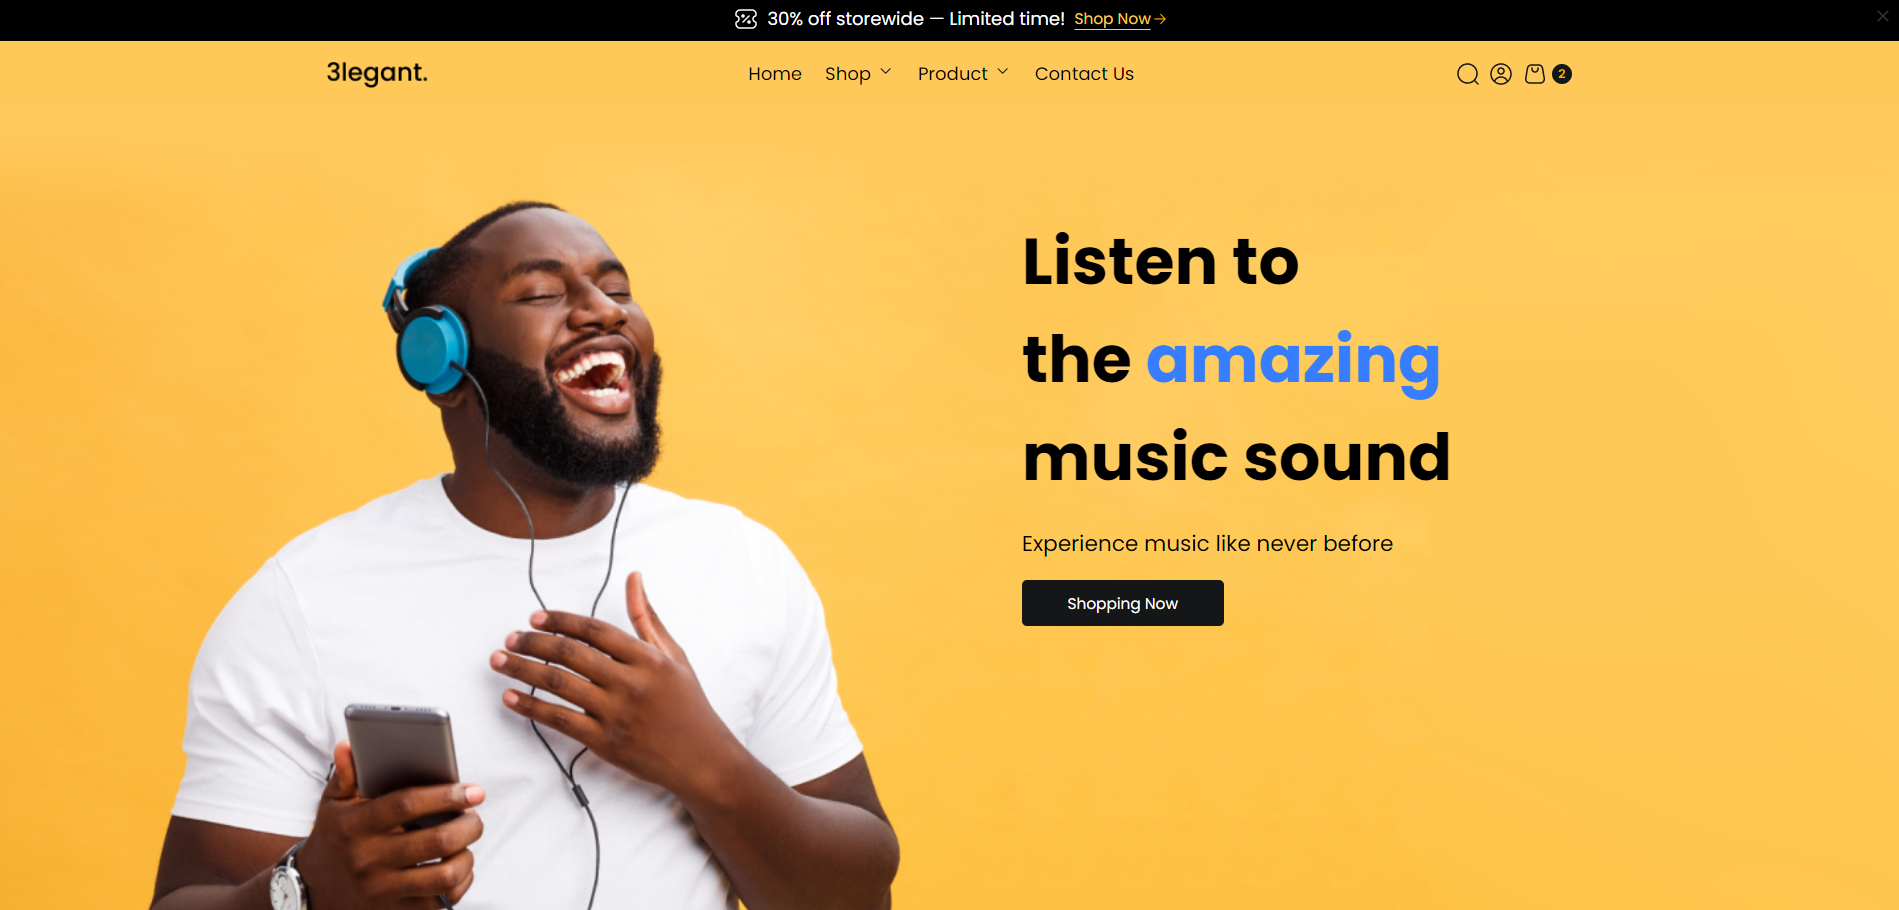 30% off storewide — Limited time! Shop Now
3legant.
Home Shop Product Contact Us
2
Listen to
the amazing
music sound
Experience music like never before
Shopping Now